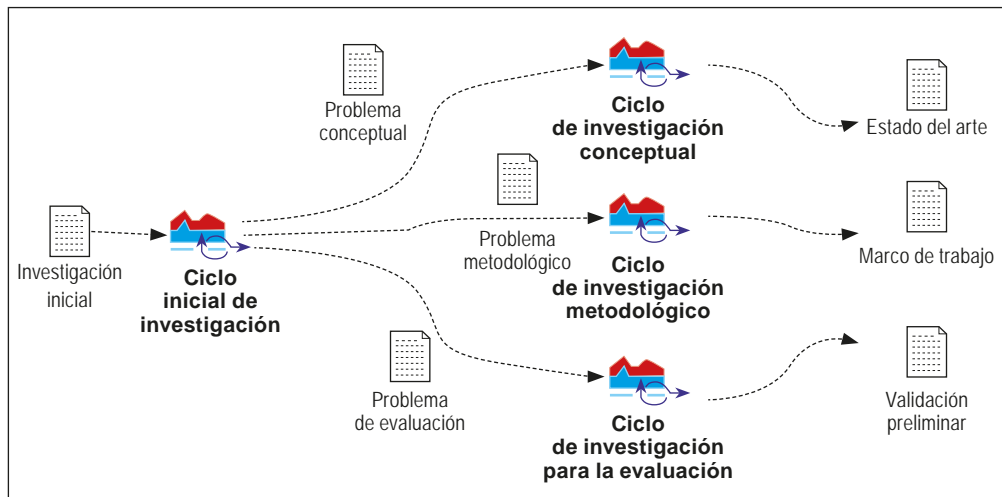 Problema
conceptual
Ciclo
de investigación
conceptual
Estado del arte
Investigación
inicial
Ciclo
inicial de
investigación
Problema
metodológico
Ciclo
de investigación
metodológico
Marco de trabajo
Problema
de evaluación
Ciclo
de investigación
para la evaluación
Validación
preliminar